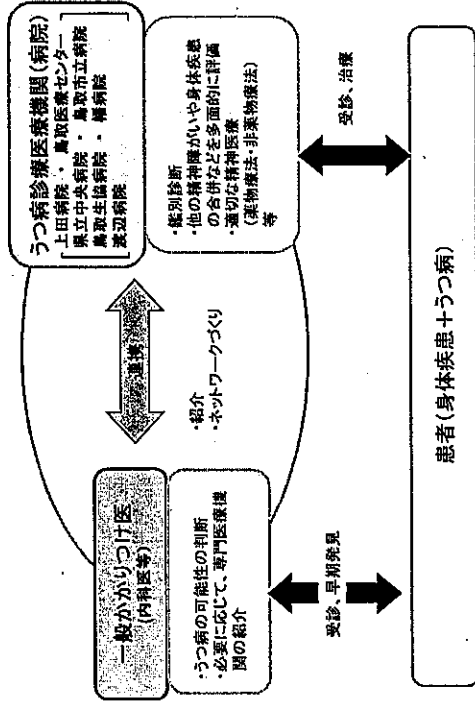 一般かかりつけ医
(内科医等)
・うつ病の可能性の判断
・必要に応じて、専門医療機
関の紹介
連携
・紹介
・ネットワークづくり
うつ病診療医療機関(病院)
上田病院 ・ 鳥取医療センター
県立中央病院 ・ 鳥取市立病院
鳥取生協病院 ・ 幡病院
渡辺病院
・鑑別診断
・他の精神障がいや身体疾患
の合併などを多面的に評価
・適切な精神医療
(薬物療法・非薬物療法)
等
受診、早期発見
受診、治療
患者(身体疾患+うつ病)